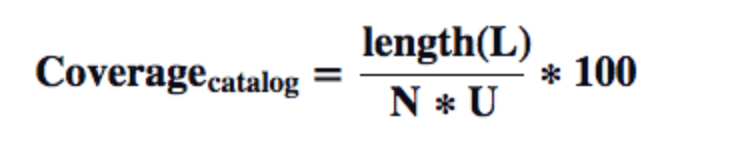 Coverage_catalog = length(L) / N * U * 100